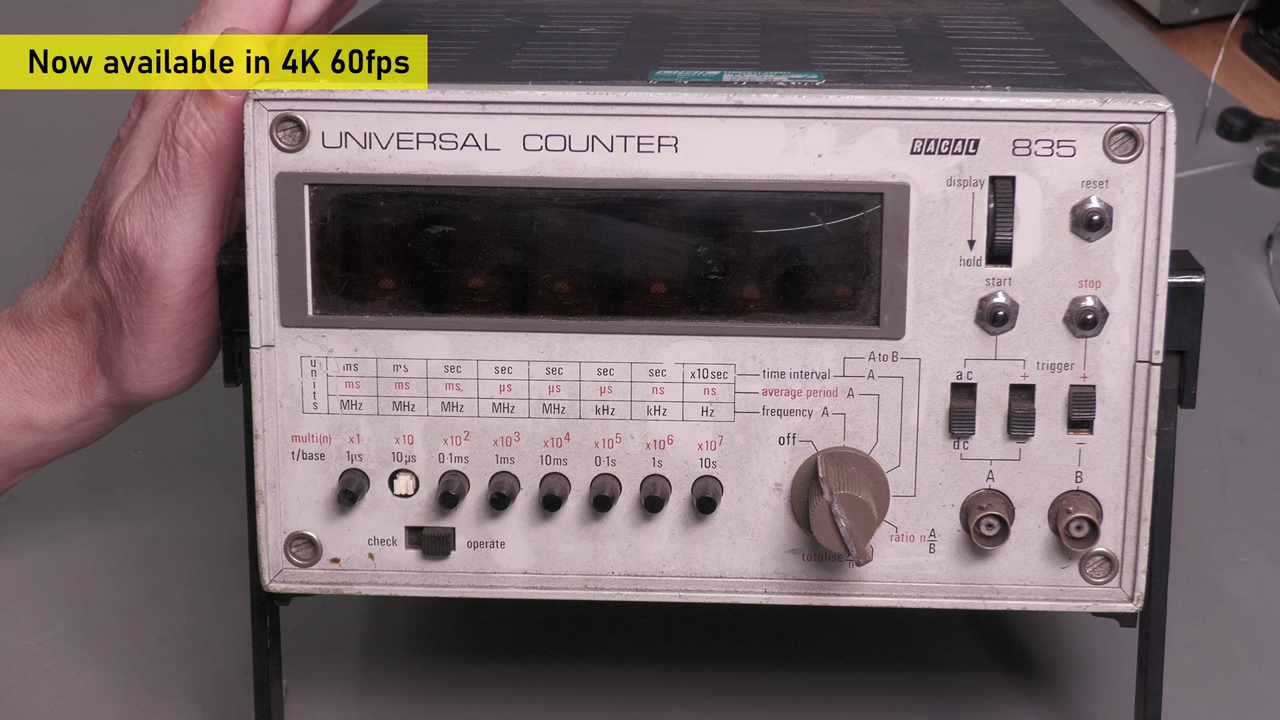 Now available in 4K 60fps
UNIVERSAL COUNTER
RACAL 835
display
hold
reset
start
stop
units
ms ms sec sec sec sec sec x10sec
ms ms ms µs µs µs ns ns
MHz MHz MHz MHz MHz kHz kHz Hz
time interval
average period A
frequency A
A to B
A
off
ratio n A/B
totalise A/n
multi(n) x1 x10 x10² x10³ x10⁴ x10⁵ x10⁶ x10⁷
t/base 1µs 10µs 0·1ms 1ms 10ms 0·1s 1s 10s
check operate
trigger
ac + +
dc − −
A B